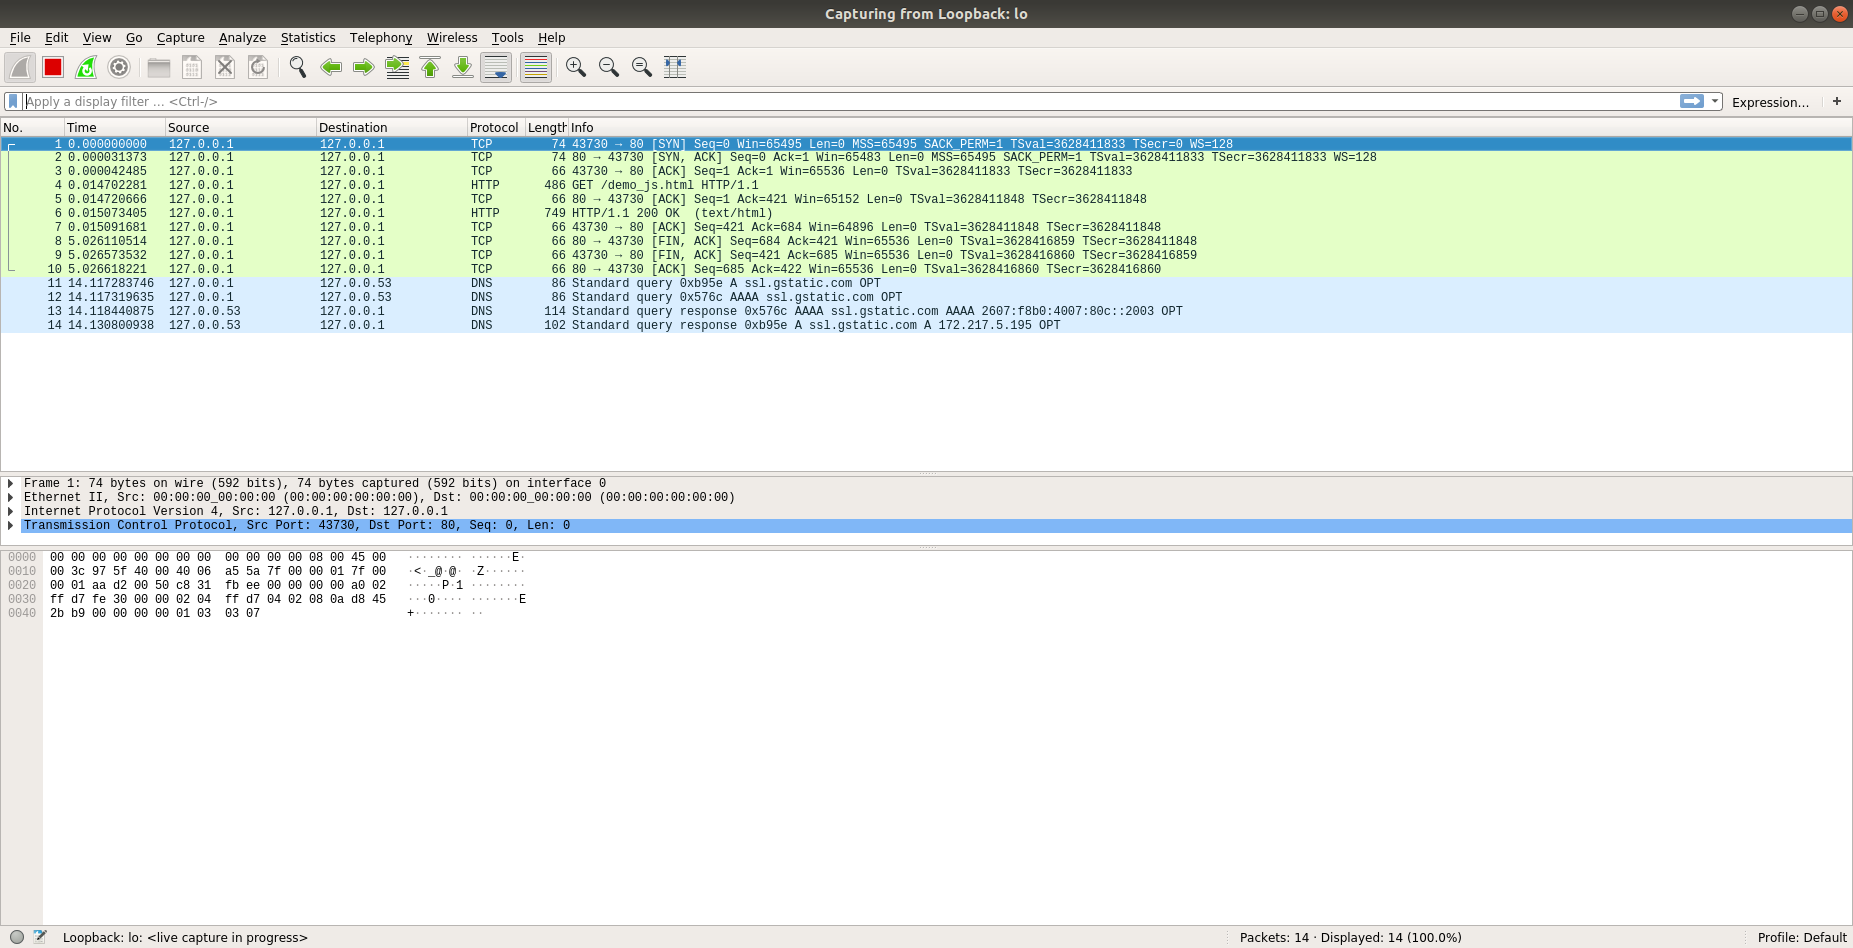 Capturing from Loopback: lo
File Edit View Go Capture Analyze Statistics Telephony Wireless Tools Help
Apply a display filter ... <Ctrl-/> Expression... +
No. Time Source Destination Protocol Length Info
1 0.000000000 127.0.0.1 127.0.0.1 TCP 74 43730 → 80 [SYN] Seq=0 Win=65495 Len=0 MSS=65495 SACK_PERM=1 TSval=3628411833 TSecr=0 WS=128
2 0.000031373 127.0.0.1 127.0.0.1 TCP 74 80 → 43730 [SYN, ACK] Seq=0 Ack=1 Win=65483 Len=0 MSS=65495 SACK_PERM=1 TSval=3628411833 TSecr=3628411833 WS=128
3 0.000042485 127.0.0.1 127.0.0.1 TCP 66 43730 → 80 [ACK] Seq=1 Ack=1 Win=65536 Len=0 TSval=3628411833 TSecr=3628411833
4 0.014702281 127.0.0.1 127.0.0.1 HTTP 486 GET /demo_js.html HTTP/1.1
5 0.014720666 127.0.0.1 127.0.0.1 TCP 66 80 → 43730 [ACK] Seq=1 Ack=421 Win=65152 Len=0 TSval=3628411848 TSecr=3628411848
6 0.015073405 127.0.0.1 127.0.0.1 HTTP 749 HTTP/1.1 200 OK (text/html)
7 0.015091681 127.0.0.1 127.0.0.1 TCP 66 43730 → 80 [ACK] Seq=421 Ack=684 Win=64896 Len=0 TSval=3628411848 TSecr=3628411848
8 5.026110514 127.0.0.1 127.0.0.1 TCP 66 80 → 43730 [FIN, ACK] Seq=684 Ack=421 Win=65536 Len=0 TSval=3628416859 TSecr=3628411848
9 5.026573532 127.0.0.1 127.0.0.1 TCP 66 43730 → 80 [FIN, ACK] Seq=421 Ack=685 Win=65536 Len=0 TSval=3628416860 TSecr=3628416859
10 5.026618221 127.0.0.1 127.0.0.1 TCP 66 80 → 43730 [ACK] Seq=685 Ack=422 Win=65536 Len=0 TSval=3628416860 TSecr=3628416860
11 14.117283746 127.0.0.1 127.0.0.53 DNS 86 Standard query 0xb95e A ssl.gstatic.com OPT
12 14.117319635 127.0.0.1 127.0.0.53 DNS 86 Standard query 0x576c AAAA ssl.gstatic.com OPT
13 14.118440875 127.0.0.53 127.0.0.1 DNS 114 Standard query response 0x576c AAAA ssl.gstatic.com AAAA 2607:f8b0:4007:80c::2003 OPT
14 14.130800938 127.0.0.53 127.0.0.1 DNS 102 Standard query response 0xb95e A ssl.gstatic.com A 172.217.5.195 OPT
Frame 1: 74 bytes on wire (592 bits), 74 bytes captured (592 bits) on interface 0
Ethernet II, Src: 00:00:00_00:00:00 (00:00:00:00:00:00), Dst: 00:00:00_00:00:00 (00:00:00:00:00:00)
Internet Protocol Version 4, Src: 127.0.0.1, Dst: 127.0.0.1
Transmission Control Protocol, Src Port: 43730, Dst Port: 80, Seq: 0, Len: 0
0000 00 00 00 00 00 00 00 00 00 00 00 00 08 00 45 00 ········ ······E·
0010 00 3c 97 5f 40 00 40 06 a5 5a 7f 00 00 01 7f 00 ·<·_@·@· ·Z······
0020 00 01 aa d2 00 50 c8 31 fb ee 00 00 00 00 a0 02 ·····P·1 ········
0030 ff d7 fe 30 00 00 02 04 ff d7 04 02 08 0a d8 45 ···0···· ·······E
0040 2b b9 00 00 00 00 01 03 03 07 +······· ··
Loopback: lo: <live capture in progress> Packets: 14 · Displayed: 14 (100.0%) Profile: Default